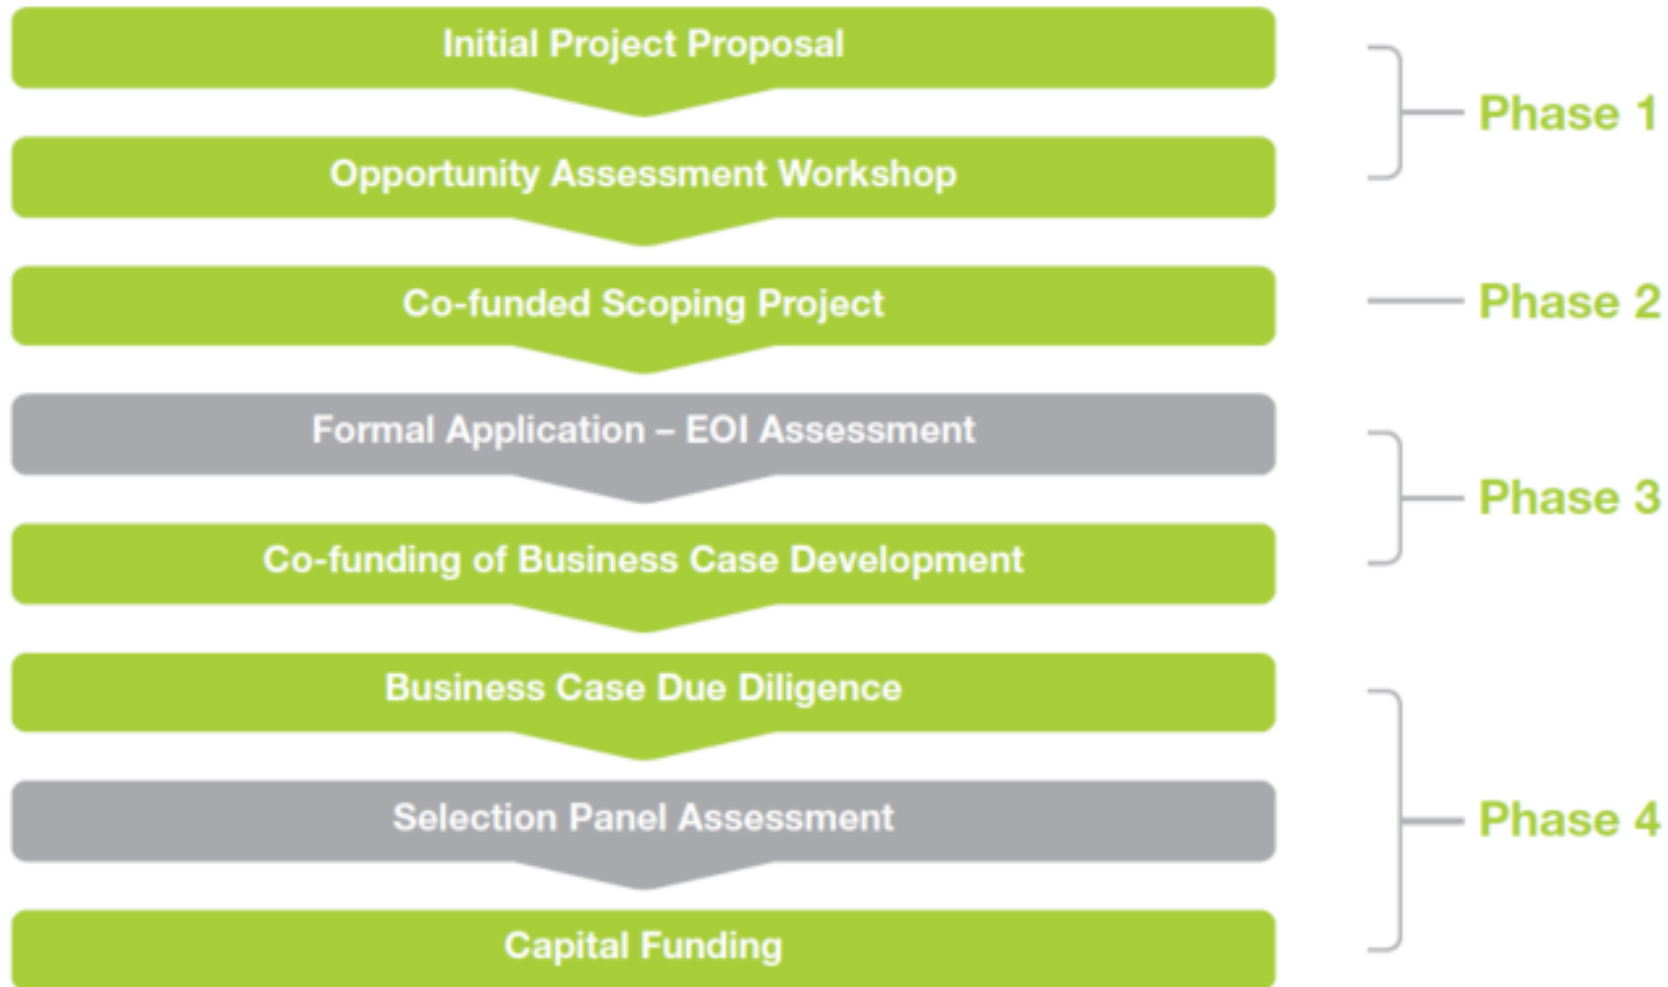 Initial Project Proposal
Phase 1
Opportunity Assessment Workshop
Co-funded Scoping Project
Phase 2
Formal Application – EOI Assessment
Phase 3
Co-funding of Business Case Development
Business Case Due Diligence
Selection Panel Assessment
Phase 4
Capital Funding